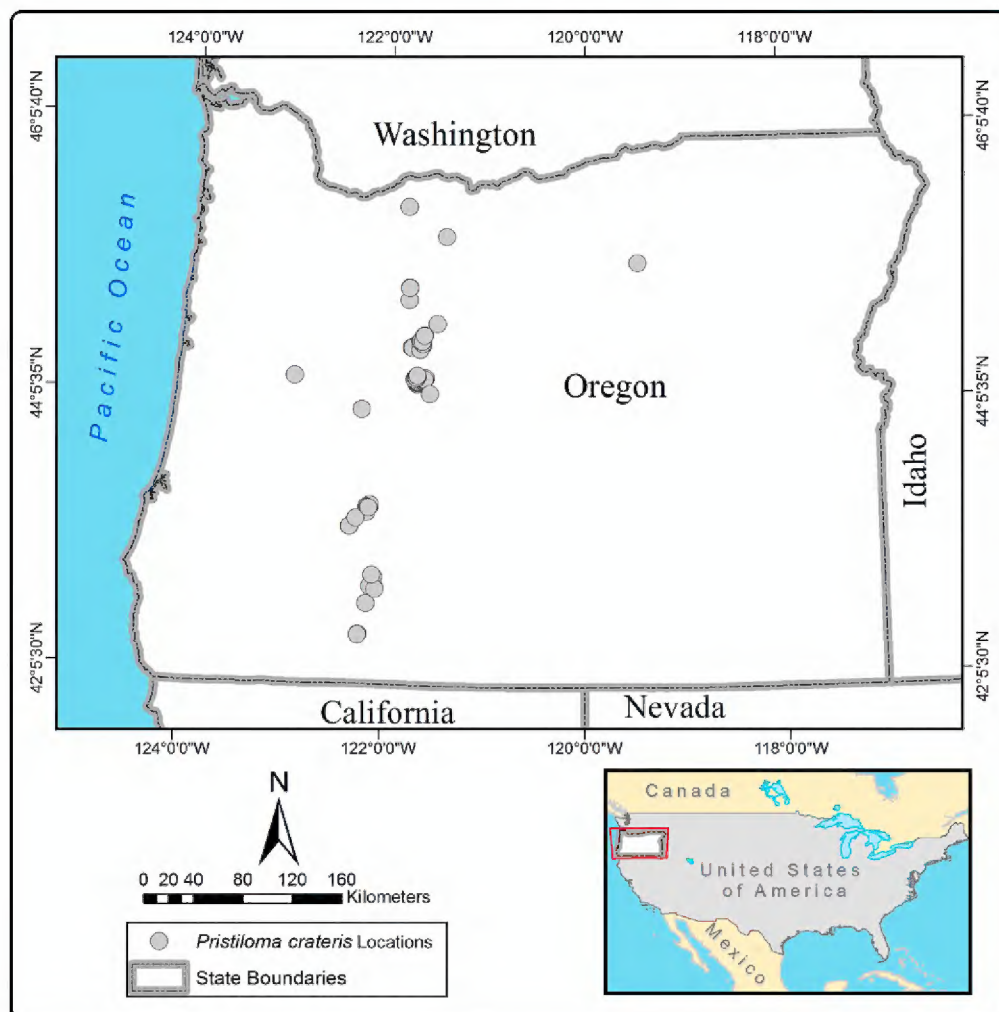 124°0'0"W
122°0'0"W
120°0'0"W
118°0'0"W
46°5'40"N
46°5'40"N
Washington
Pacific Ocean
44°5'35"N
44°5'35"N
Oregon
Idaho
42°5'30"N
42°5'30"N
California
Nevada
124°0'0"W
122°0'0"W
120°0'0"W
118°0'0"W
N
0 20 40 80 120 160
Kilometers
Pristiloma crateris Locations
State Boundaries
Canada
United States
of America
Mexico